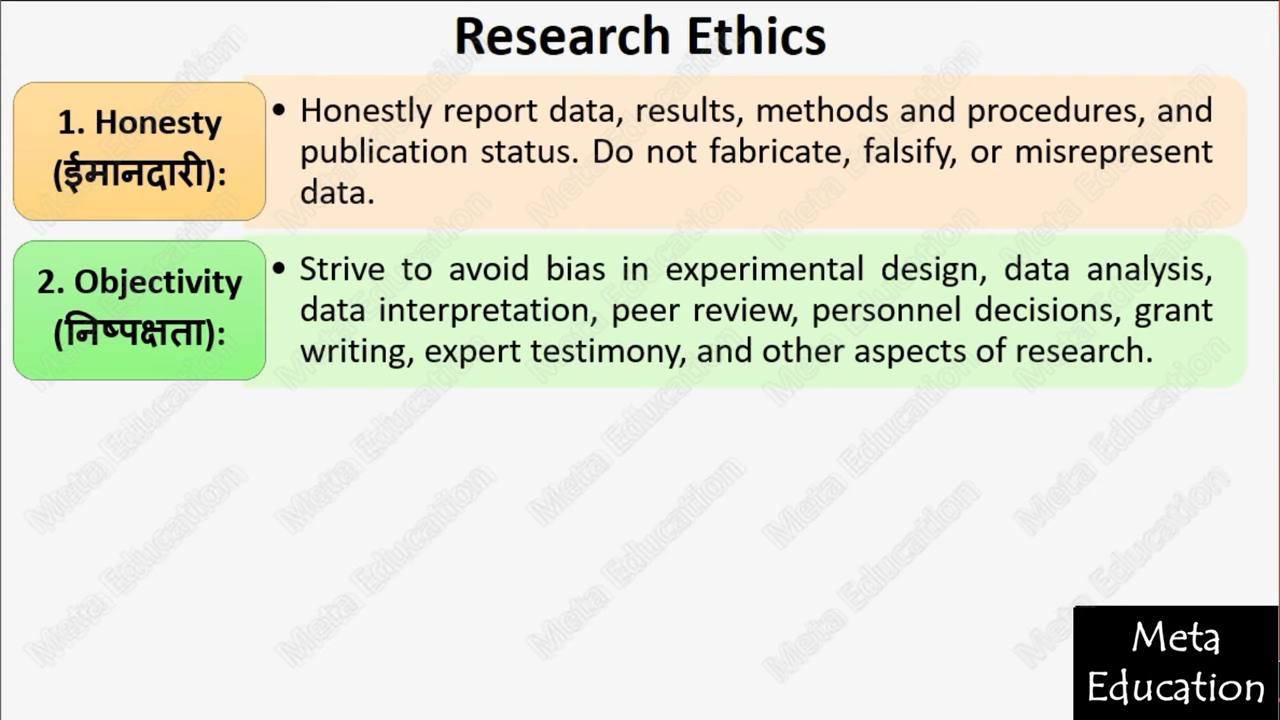 Research Ethics
1. Honesty
(ईमानदारी):
• Honestly report data, results, methods and procedures, and
publication status. Do not fabricate, falsify, or misrepresent
data.
2. Objectivity
(निष्पक्षता):
• Strive to avoid bias in experimental design, data analysis,
data interpretation, peer review, personnel decisions, grant
writing, expert testimony, and other aspects of research.
Meta
Education